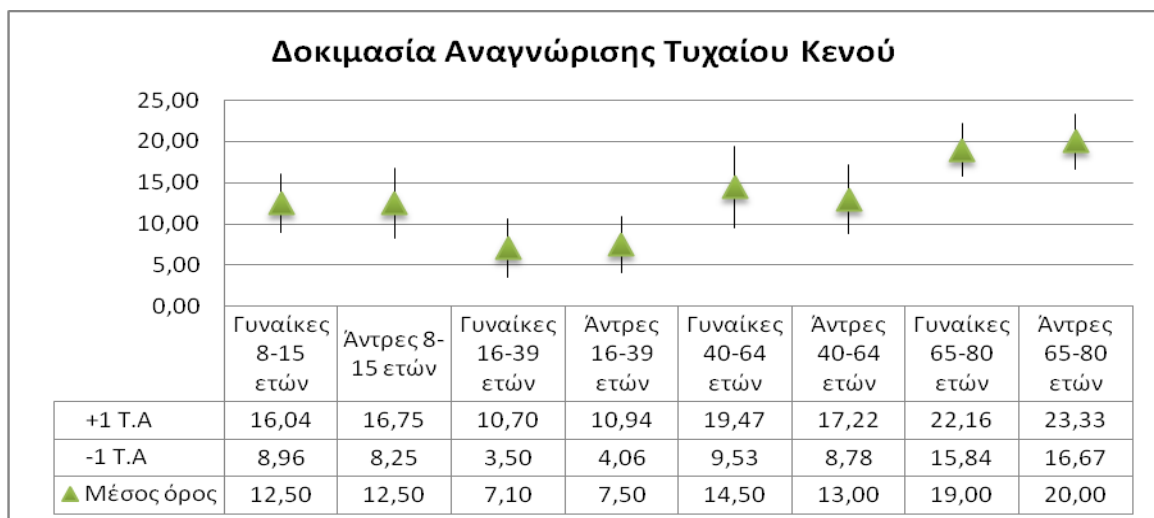 Δοκιμασία Αναγνώρισης Τυχαίου Κενού
25,00
20,00
15,00
10,00
5,00
0,00
Γυναίκες 8-15 ετών Άντρες 8-15 ετών Γυναίκες 16-39 ετών Άντρες 16-39 ετών Γυναίκες 40-64 ετών Άντρες 40-64 ετών Γυναίκες 65-80 ετών Άντρες 65-80 ετών
+1 Τ.Α 16,04 16,75 10,70 10,94 19,47 17,22 22,16 23,33
-1 Τ.Α 8,96 8,25 3,50 4,06 9,53 8,78 15,84 16,67
Μέσος όρος 12,50 12,50 7,10 7,50 14,50 13,00 19,00 20,00